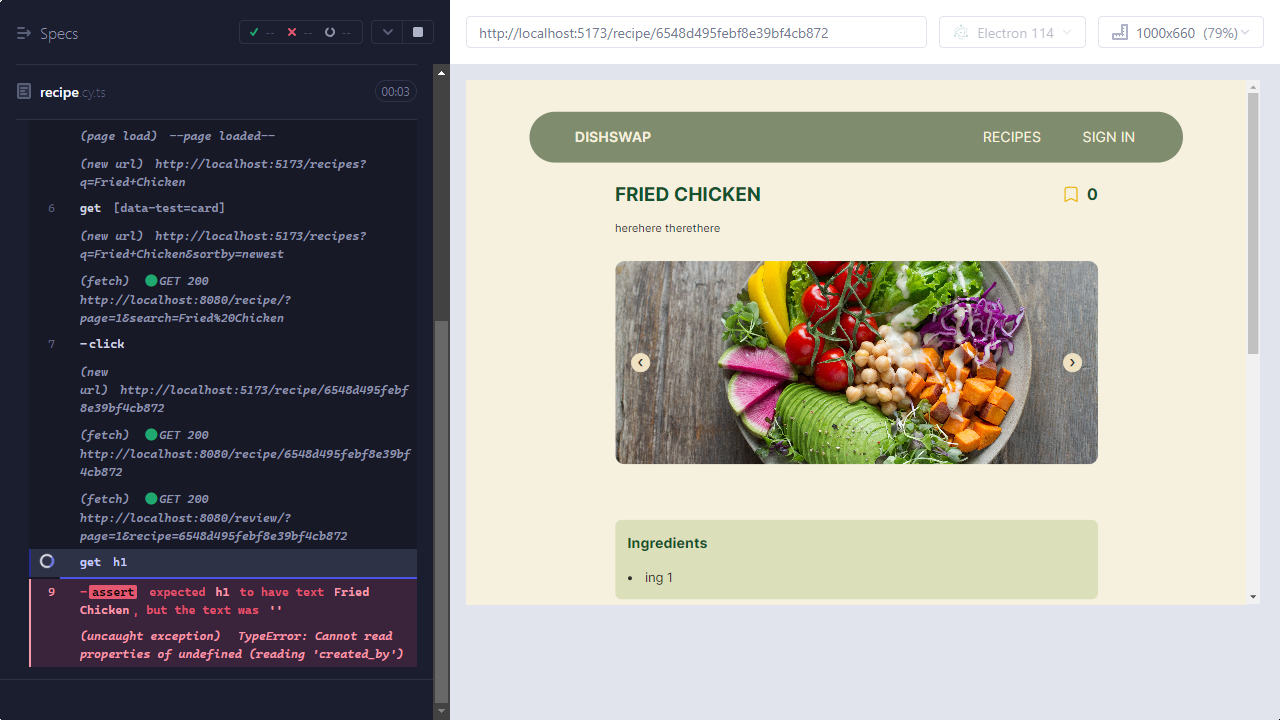 Specs
--
--
--
http://localhost:5173/recipe/6548d495febf8e39bf4cb872
Electron 114
1000x660 (79%)
recipe.cy.ts
00:03
(page load) --page loaded--
(new url) http://localhost:5173/recipes?
q=Fried+Chicken
6 get [data-test=card]
(new url) http://localhost:5173/recipes?
q=Fried+Chicken&sortby=newest
(fetch) GET 200
http://localhost:8080/recipe/?
page=1&search=Fried%20Chicken
7 -click
(new
url) http://localhost:5173/recipe/6548d495febf
8e39bf4cb872
(fetch) GET 200
http://localhost:8080/recipe/6548d495febf8e39bf
4cb872
(fetch) GET 200
http://localhost:8080/review/?
page=1&recipe=6548d495febf8e39bf4cb872
get h1
9 -assert expected h1 to have text Fried
Chicken, but the text was ''
(uncaught exception) TypeError: Cannot read
properties of undefined (reading 'created_by')
DISHSWAP
RECIPES
SIGN IN
FRIED CHICKEN
0
herehere therethere
Ingredients
• ing 1